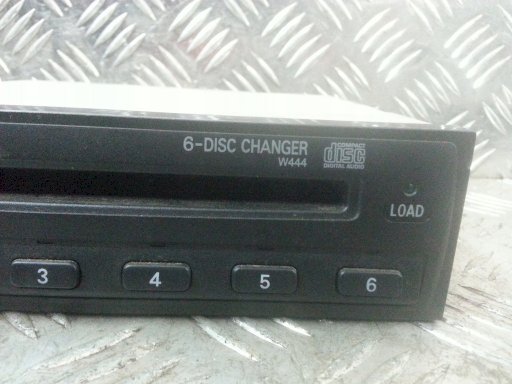 6-DISC CHANGER
W444
COMPACT
disc
DIGITAL AUDIO
LOAD
3 4 5 6